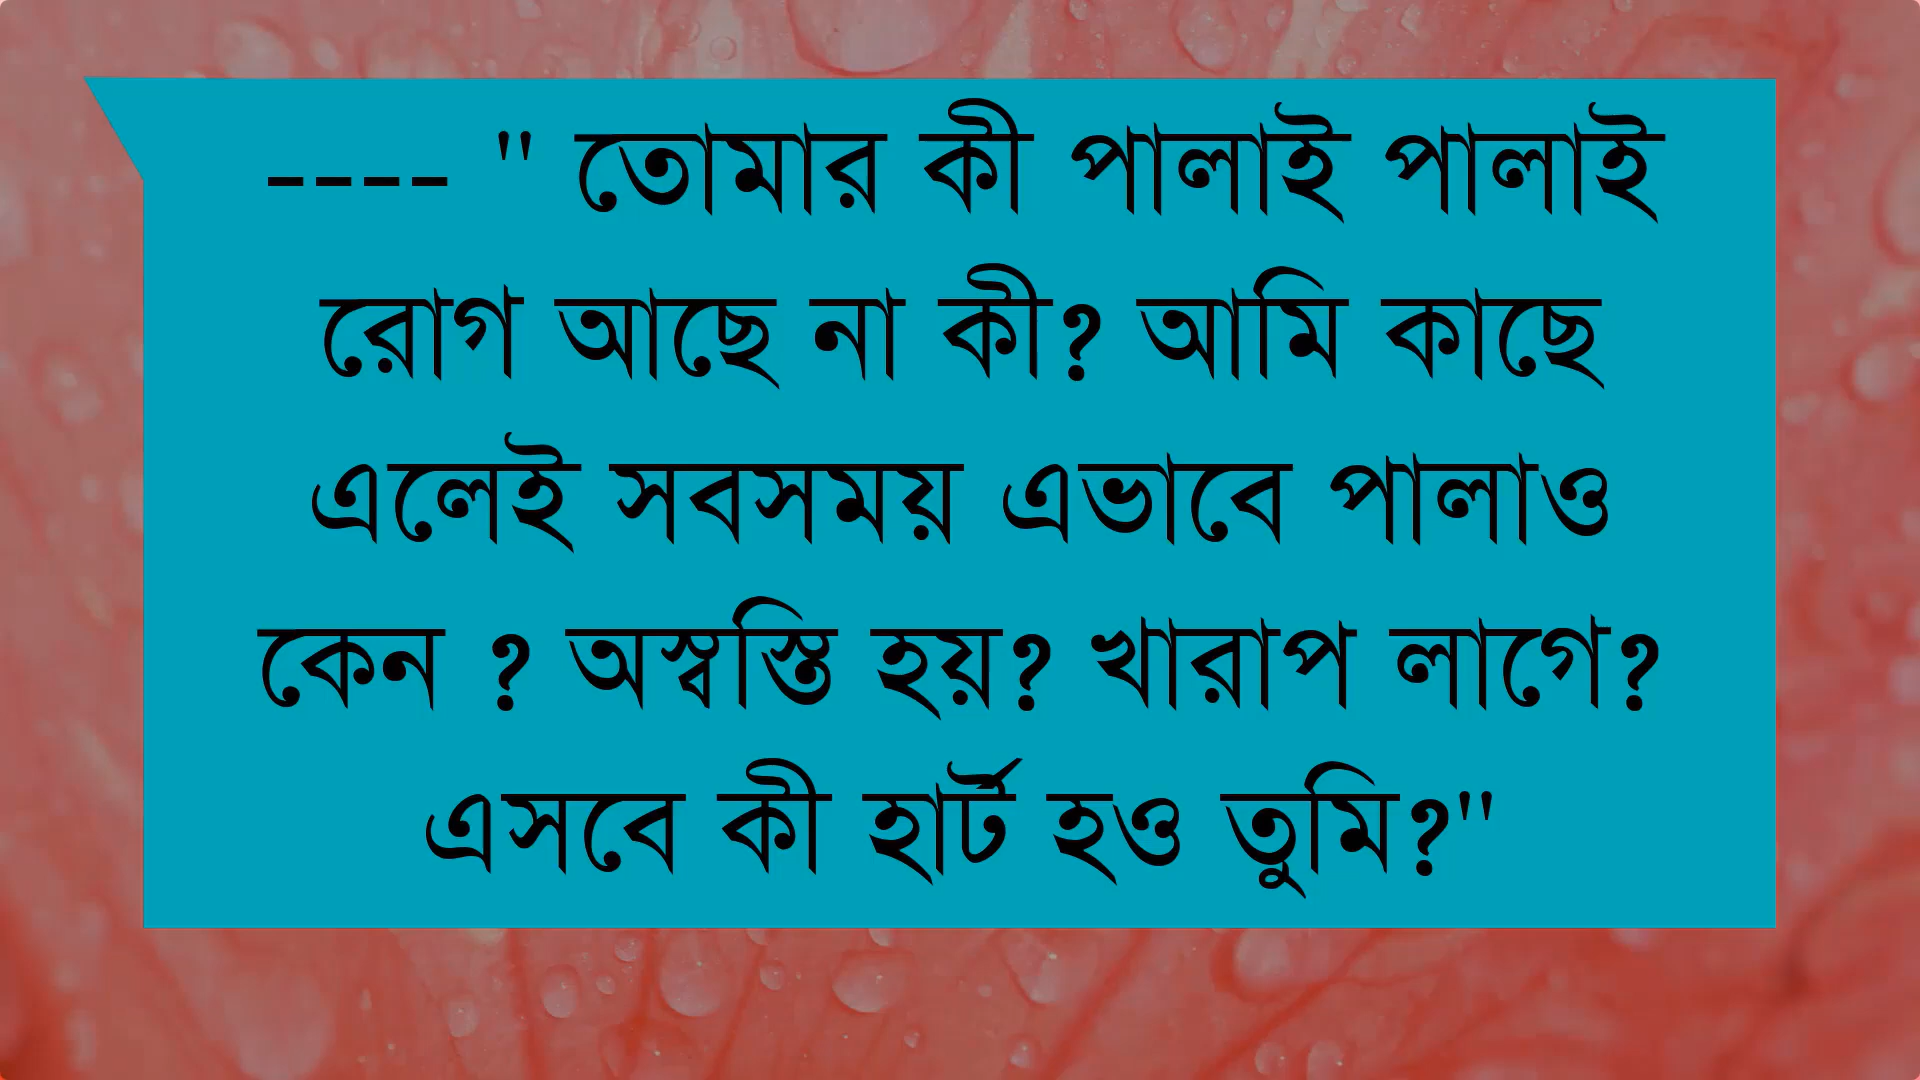 ---- " তোমার কী পালাই পালাই
রোগ আছে না কী? আমি কাছে
এলেই সবসময় এভাবে পালাও
কেন ? অস্বস্তি হয়? খারাপ লাগে?
এসবে কী হার্ট হও তুমি?"